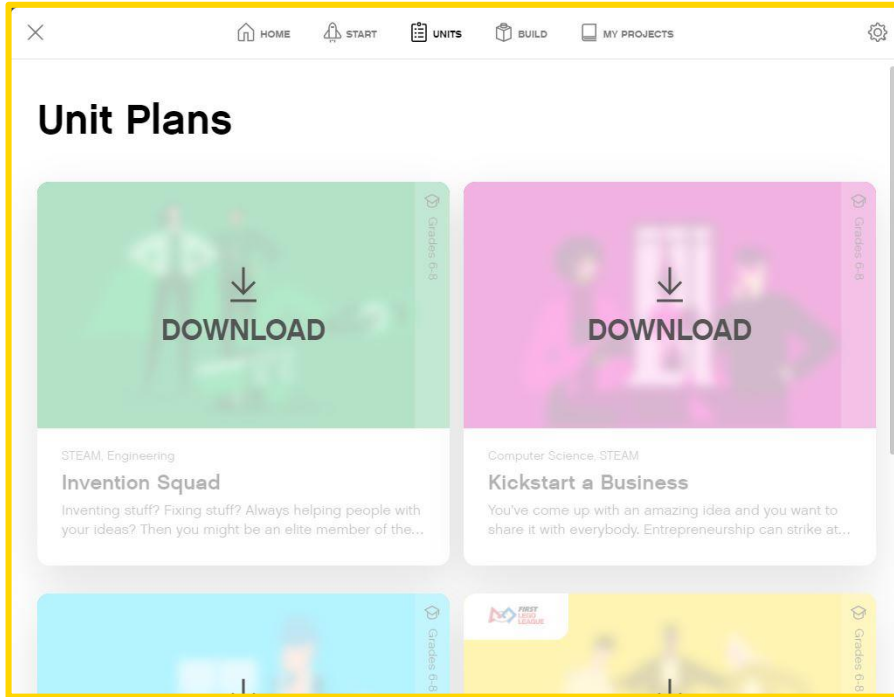 HOME START UNITS BUILD MY PROJECTS
Unit Plans
Grades 6-8
DOWNLOAD
STEAM, Engineering
Invention Squad
Inventing stuff? Fixing stuff? Always helping people with
your ideas? Then you might be an elite member of the...
Grades 6-8
DOWNLOAD
Computer Science, STEAM
Kickstart a Business
You've come up with an amazing idea and you want to
share it with everybody. Entrepreneurship can strike at...
Grades 6-8
FIRST
LEGO
LEAGUE
Grades 6-8